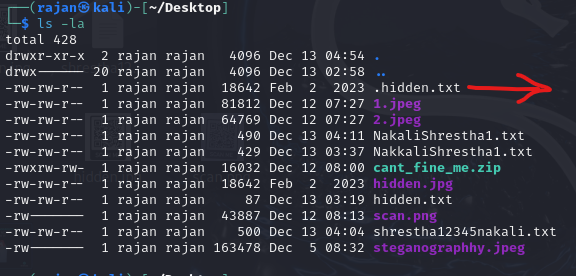 ┌──(rajan㉿kali)-[~/Desktop]
└─$ ls -la
total 428
drwxr-xr-x  2 rajan rajan   4096 Dec 13 04:54 .
drwx------ 20 rajan rajan   4096 Dec 13 02:58 ..
-rw-rw-r--  1 rajan rajan  18642 Feb  2  2023 .hidden.txt
-rw-rw-r--  1 rajan rajan  81812 Dec 12 07:27 1.jpeg
-rw-rw-r--  1 rajan rajan  64769 Dec 12 07:27 2.jpeg
-rw-rw-r--  1 rajan rajan    490 Dec 13 04:11 NakaliShrestha1.txt
-rw-rw-r--  1 rajan rajan    429 Dec 13 03:37 NakkaliShrestha1.txt
-rwxrw-rw-  1 rajan rajan  16032 Dec 12 08:00 cant_fine_me.zip
-rw-rw-r--  1 rajan rajan  18642 Feb  2  2023 hidden.jpg
-rw-rw-r--  1 rajan rajan     87 Dec 13 03:19 hidden.txt
-rw-------  1 rajan rajan  43887 Dec 12 08:13 scan.png
-rw-rw-r--  1 rajan rajan    500 Dec 13 04:04 shrestha12345nakali.txt
-rw-------  1 rajan rajan 163478 Dec  5 08:32 steganographhy.jpeg